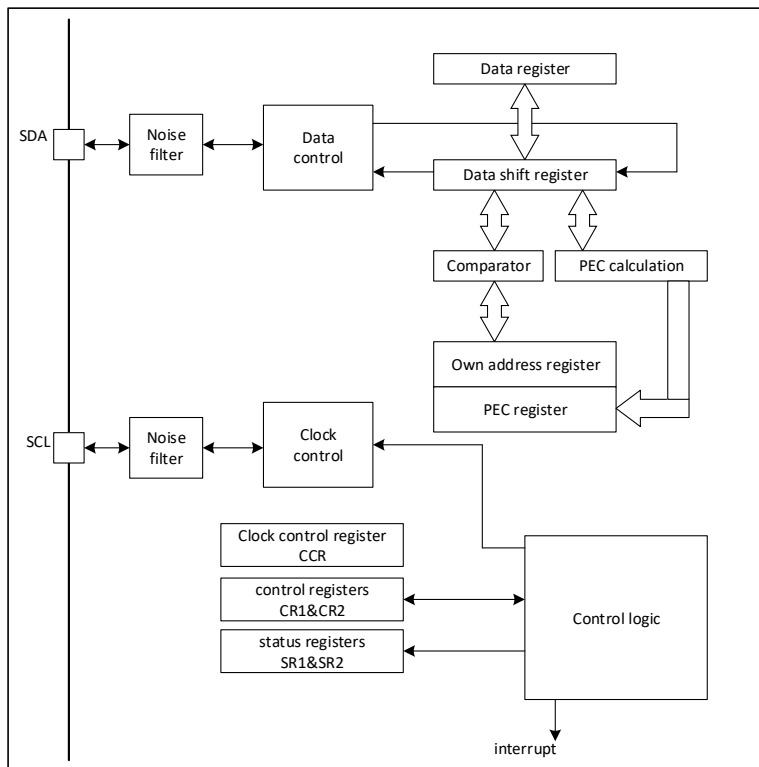 Data register
SDA
Noise
filter
Data
control
Data shift register
Comparator
PEC calculation
Own address register
PEC register
SCL
Noise
filter
Clock
control
Clock control register
CCR
control registers
CR1&CR2
status registers
SR1&SR2
Control logic
interrupt